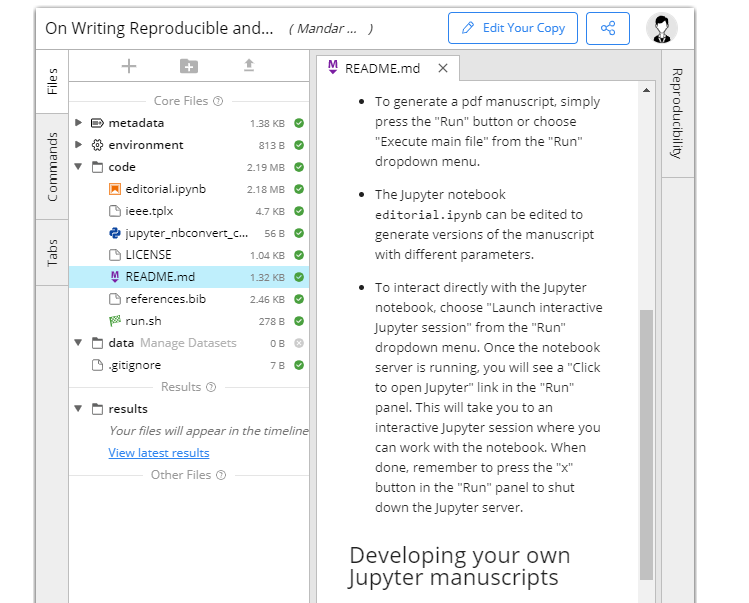 On Writing Reproducible and... ( Mandar ... )
Edit Your Copy
Files
Commands
Tabs
Core Files
metadata 1.38 KB
environment 813 B
code 2.19 MB
editorial.ipynb 2.18 MB
ieee.tplx 4.7 KB
jupyter_nbconvert_c... 56 B
LICENSE 1.04 KB
README.md 1.32 KB
references.bib 2.46 KB
run.sh 278 B
data Manage Datasets 0 B
.gitignore 7 B
Results
results
Your files will appear in the timeline
View latest results
Other Files
README.md
To generate a pdf manuscript, simply
press the "Run" button or choose
"Execute main file" from the "Run"
dropdown menu.
The Jupyter notebook
editorial.ipynb can be edited to
generate versions of the manuscript
with different parameters.
To interact directly with the Jupyter
notebook, choose "Launch interactive
Jupyter session" from the "Run"
dropdown menu. Once the notebook
server is running, you will see a "Click
to open Jupyter" link in the "Run"
panel. This will take you to an
interactive Jupyter session where you
can work with the notebook. When
done, remember to press the "x"
button in the "Run" panel to shut
down the Jupyter server.
Developing your own
Jupyter manuscripts
Reproducibility